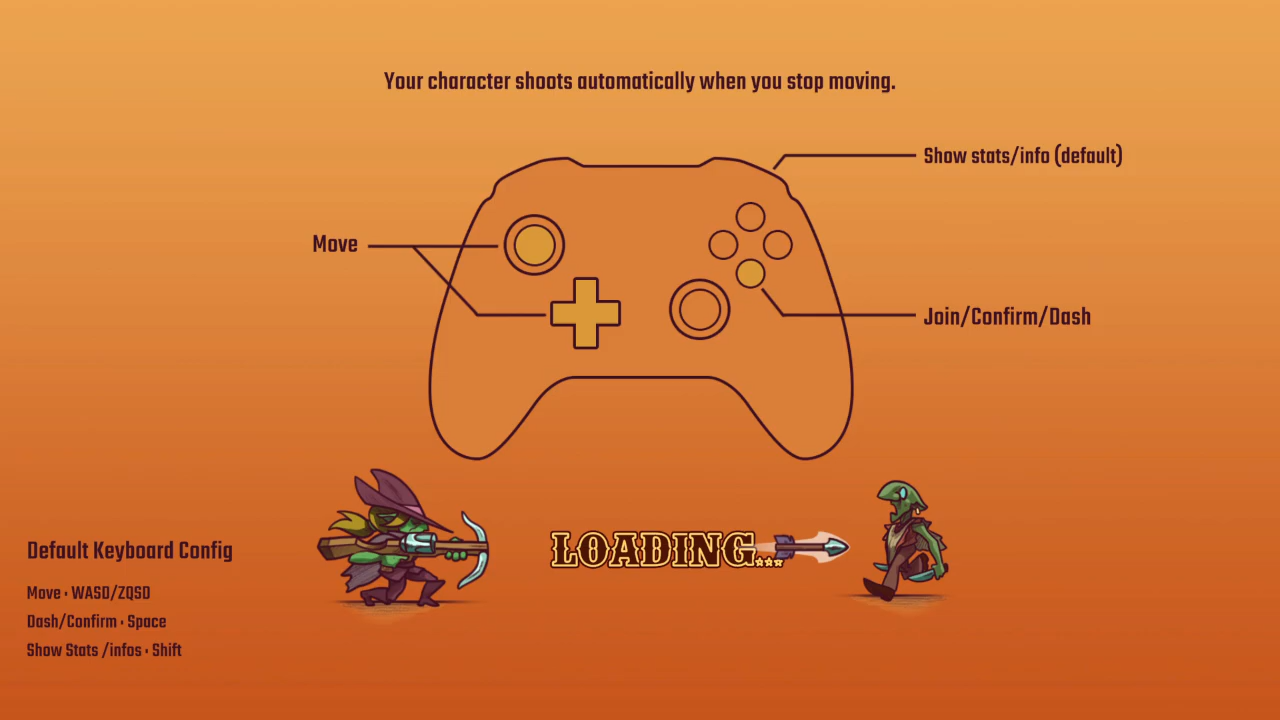 Your character shoots automatically when you stop moving.
Show stats/info (default)
Move
Join/Confirm/Dash
LOADING...
Default Keyboard Config
Move • WASD/ZQSD
Dash/Confirm • Space
Show Stats /infos • Shift